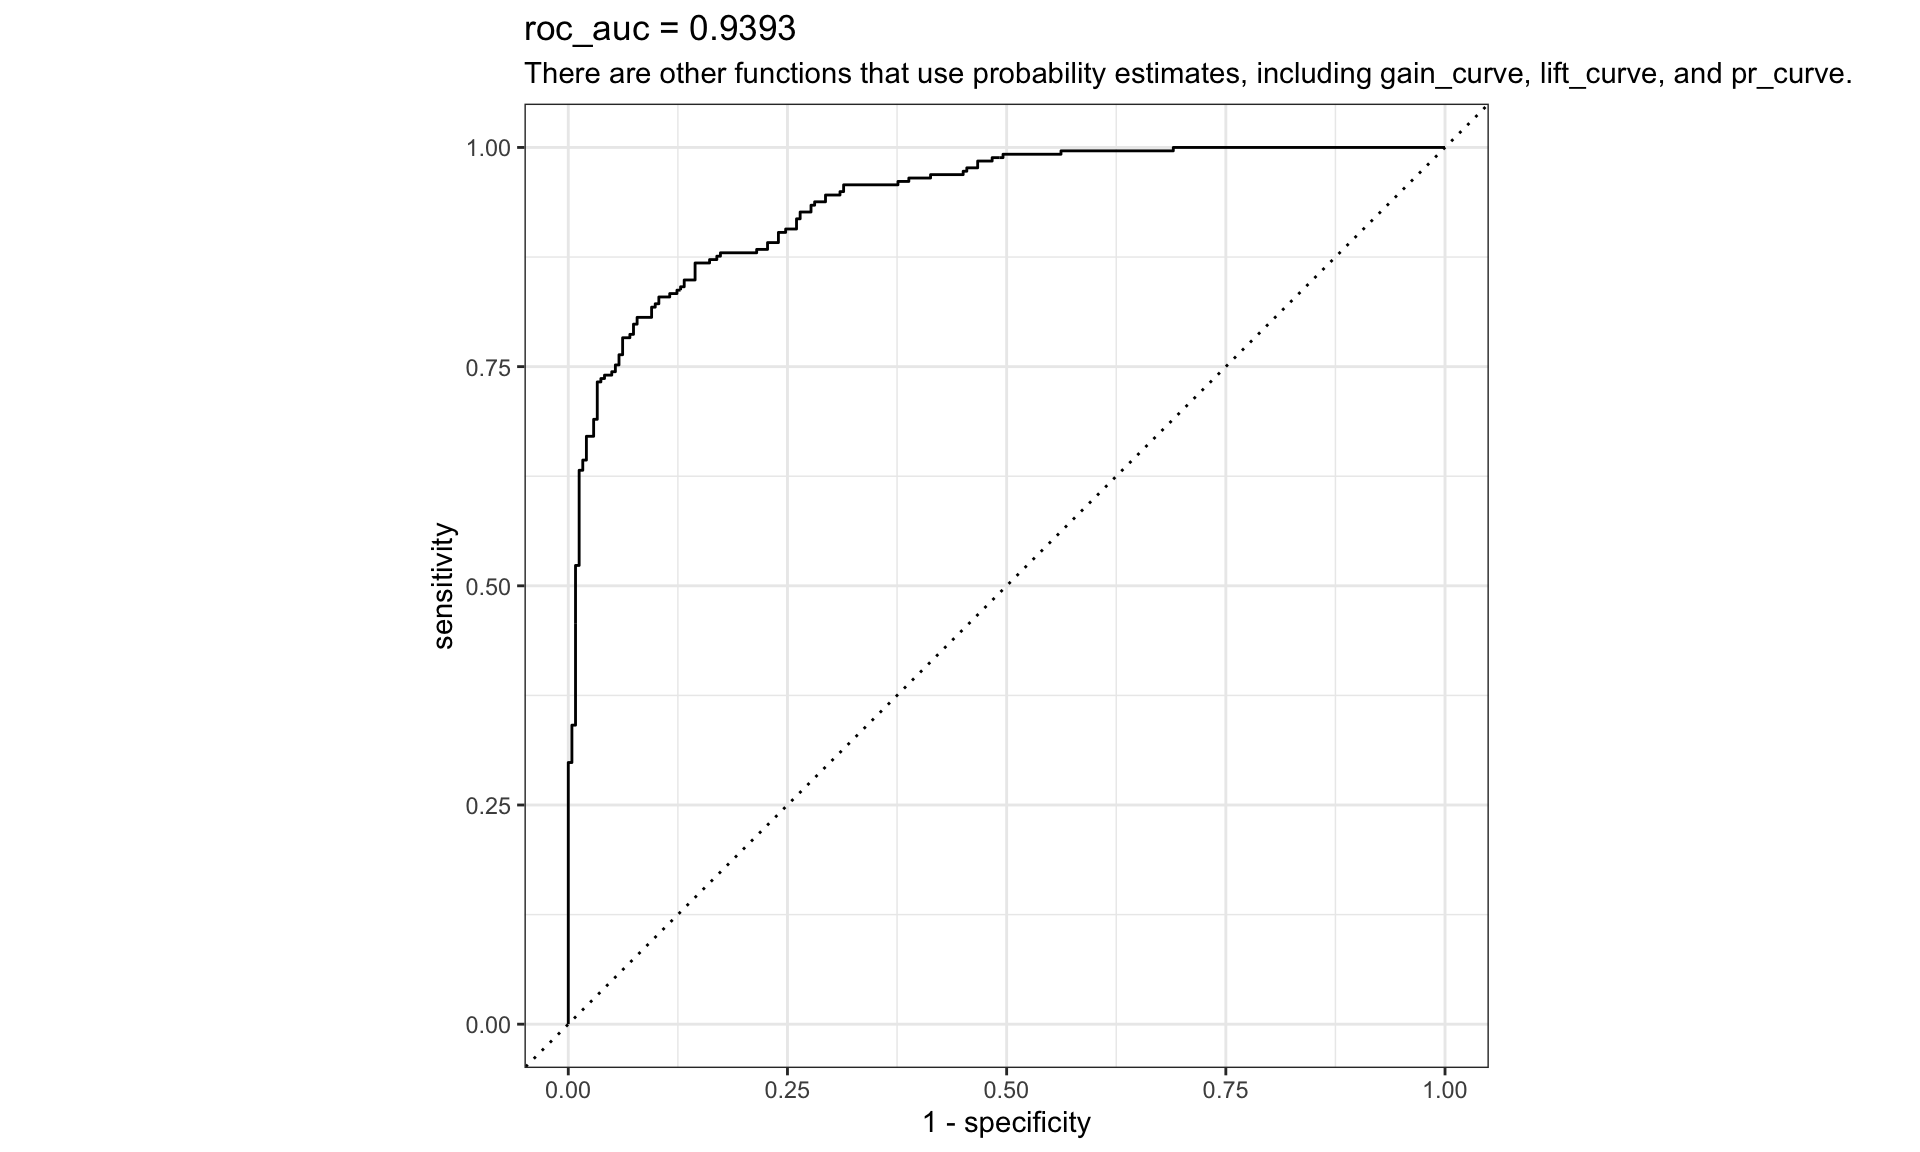 roc_auc = 0.9393
There are other functions that use probability estimates, including gain_curve, lift_curve, and pr_curve.
1.00
0.75
0.50
0.25
0.00
sensitivity
0.00 0.25 0.50 0.75 1.00
1 - specificity